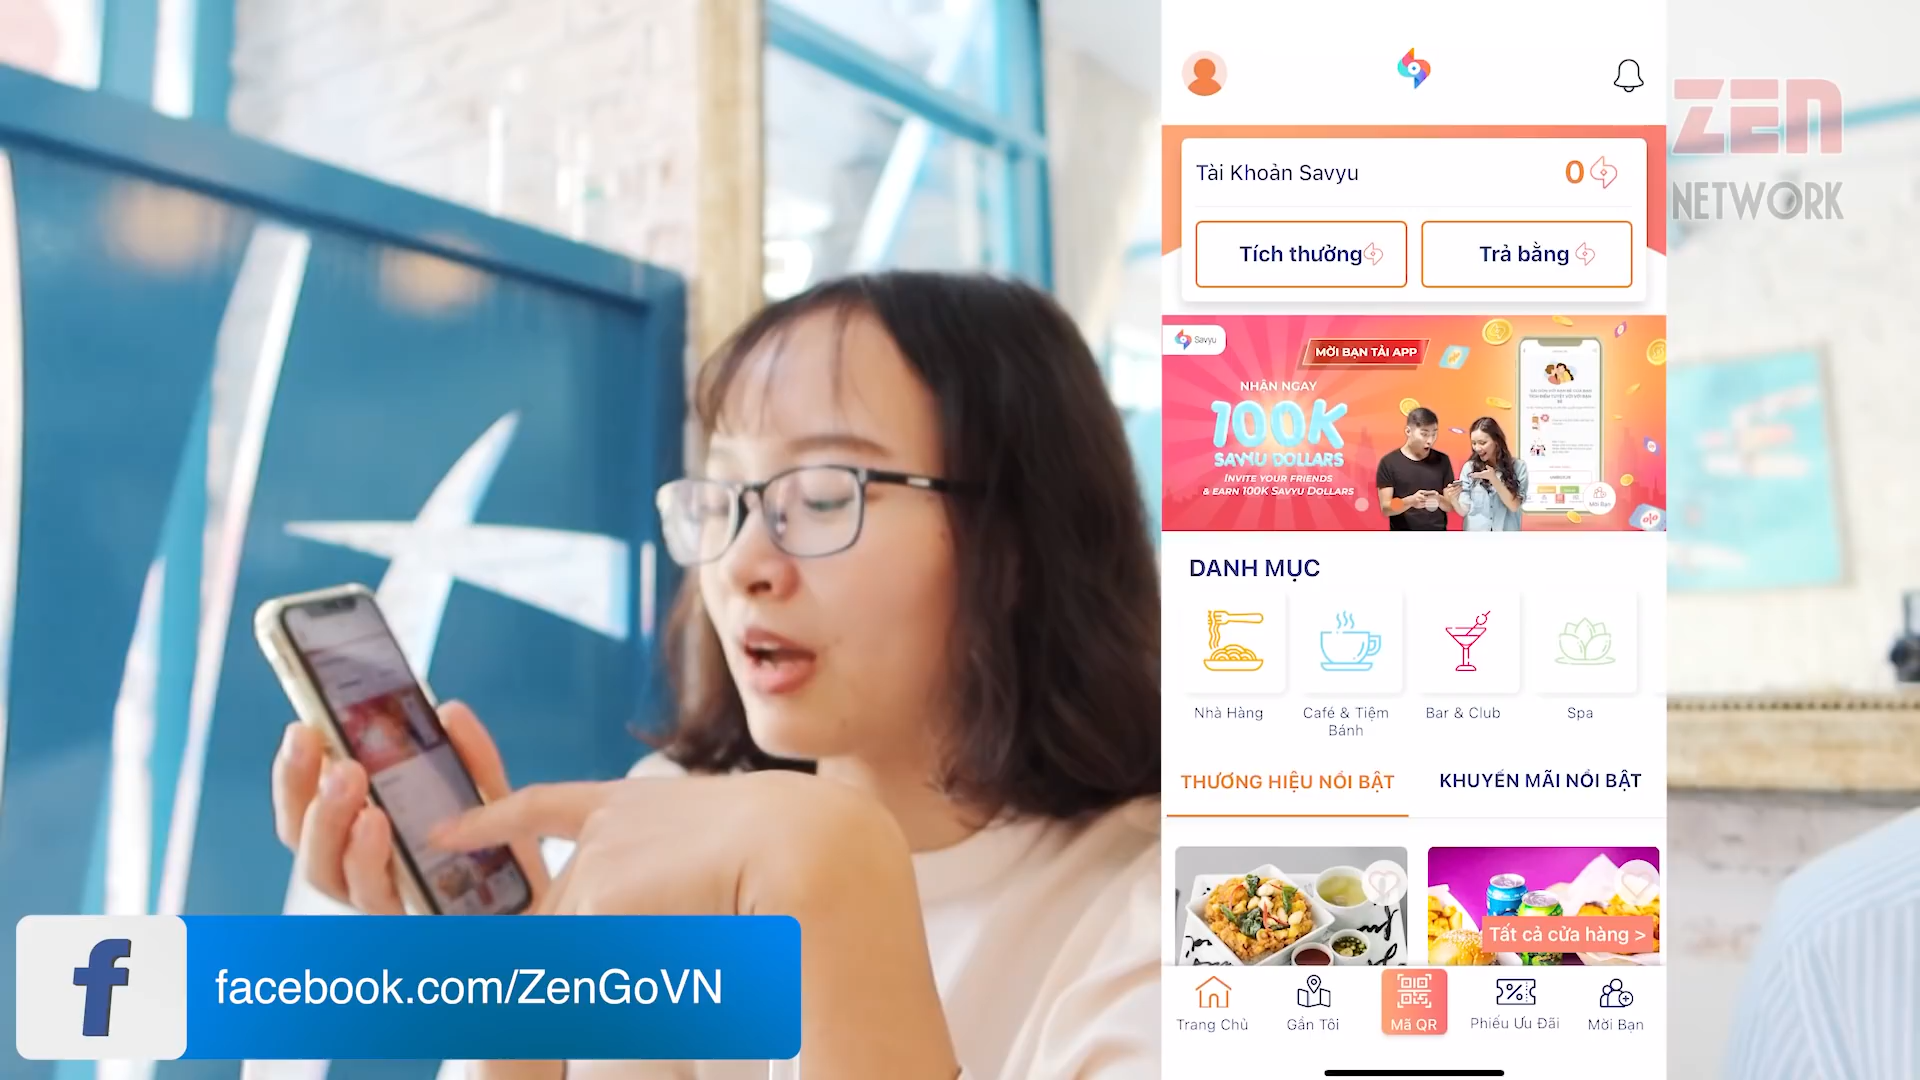 ZEN
NETWORK
Tài Khoản Savyu
0
Tích thưởng
Trả bằng
Savyu
MỜI BẠN TẢI APP
NHẬN NGAY
100K
SAVYU DOLLARS
INVITE YOUR FRIENDS
& EARN 100K SAVYU DOLLARS
Mời Bạn
DANH MỤC
Nhà Hàng
Café & Tiệm
Bánh
Bar & Club
Spa
THƯƠNG HIỆU NỔI BẬT
KHUYẾN MÃI NỔI BẬT
Tất cả cửa hàng >
Trang Chủ
Gần Tôi
Mã QR
Phiếu Ưu Đãi
Mời Bạn
f
facebook.com/ZenGoVN